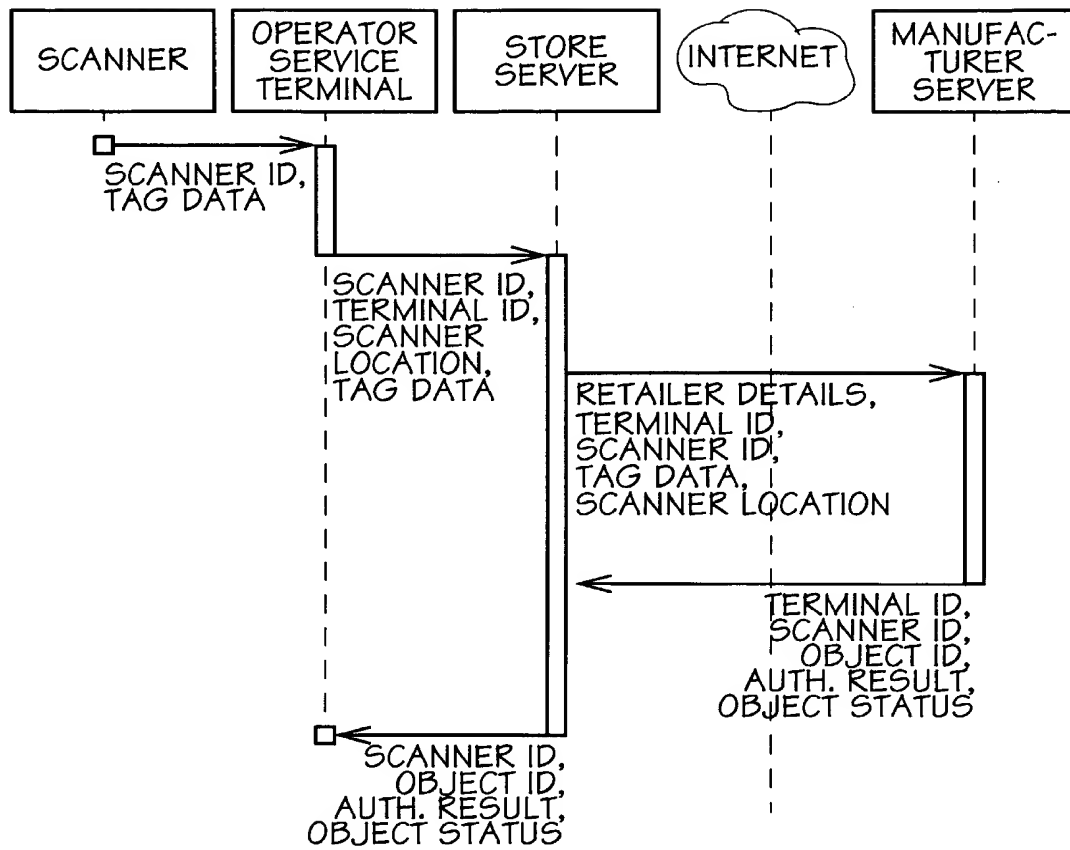 SCANNER
OPERATOR
SERVICE
TERMINAL
STORE
SERVER
INTERNET
MANUFAC-
TURER
SERVER
SCANNER ID,
TAG DATA
SCANNER ID,
TERMINAL ID,
SCANNER
LOCATION,
TAG DATA
RETAILER DETAILS,
TERMINAL ID,
SCANNER ID,
TAG DATA,
SCANNER LOCATION
TERMINAL ID,
SCANNER ID,
OBJECT ID,
AUTH. RESULT,
OBJECT STATUS
SCANNER ID,
OBJECT ID,
AUTH. RESULT,
OBJECT STATUS